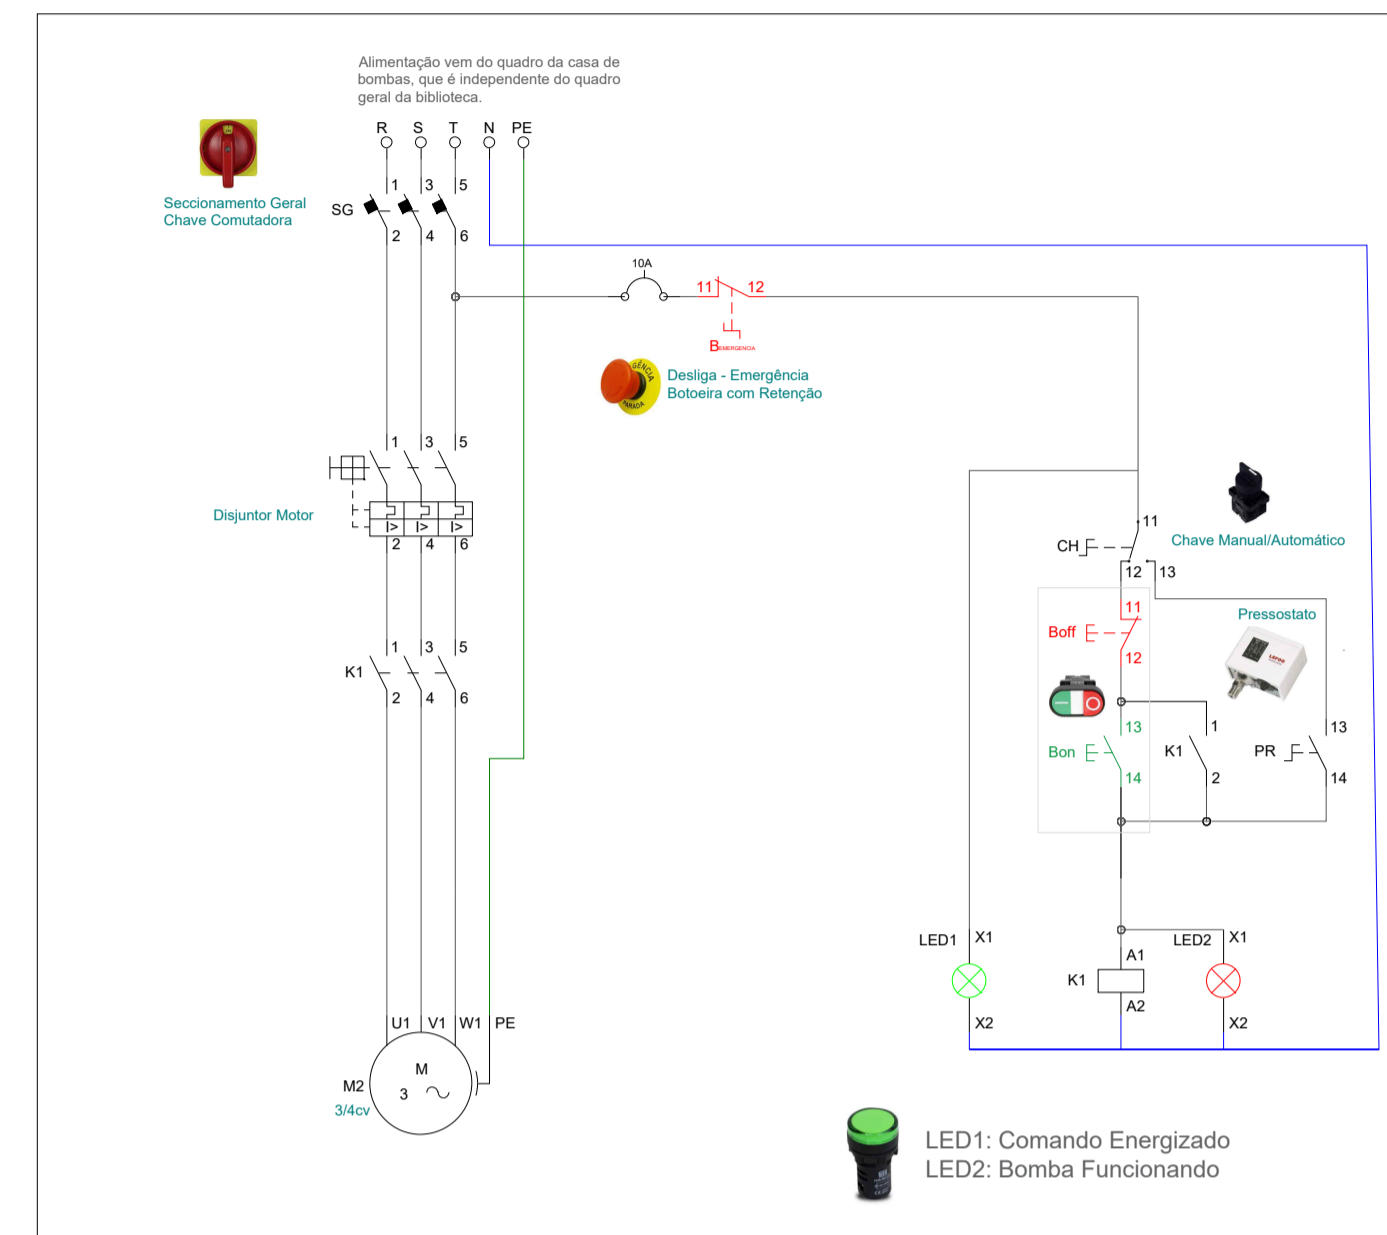 Alimentação vem do quadro da casa de
bombas, que é independente do quadro
geral da biblioteca.
R S T N PE
Seccionamento Geral
Chave Comutadora
SG
1 3 5
2 4 6
10A
11 12
BEMERGENCIA
GÊNCIA
PARADA
Desliga - Emergência
Botoeira com Retenção
1 3 5
Disjuntor Motor
I> I> I>
2 4 6
11
CH
Chave Manual/Automático
12 13
11
Boff
12
Pressostato
K1
1 3 5
2 4 6
13
Bon
14
1
K1
2
13
PR
14
LED1 X1
X2
A1
K1
A2
LED2 X1
X2
U1 V1 W1 PE
M
3
M2
3/4cv
LED1: Comando Energizado
LED2: Bomba Funcionando